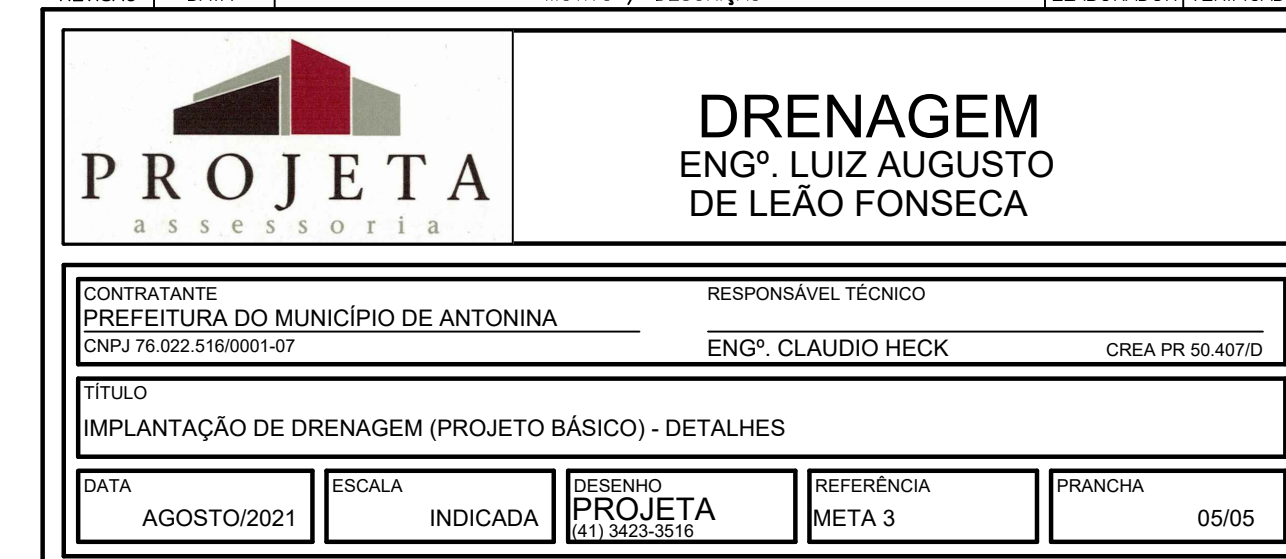 PROJETA
assessoria
DRENAGEM
ENGº. LUIZ AUGUSTO
DE LEÃO FONSECA
CONTRATANTE
PREFEITURA DO MUNICÍPIO DE ANTONINA
CNPJ 76.022.516/0001-07
RESPONSÁVEL TÉCNICO
ENGº. CLAUDIO HECK
CREA PR 50.407/D
TÍTULO
IMPLANTAÇÃO DE DRENAGEM (PROJETO BÁSICO) - DETALHES
DATA
AGOSTO/2021
ESCALA
INDICADA
DESENHO
PROJETA
(41) 3423-3516
REFERÊNCIA
META 3
PRANCHA
05/05